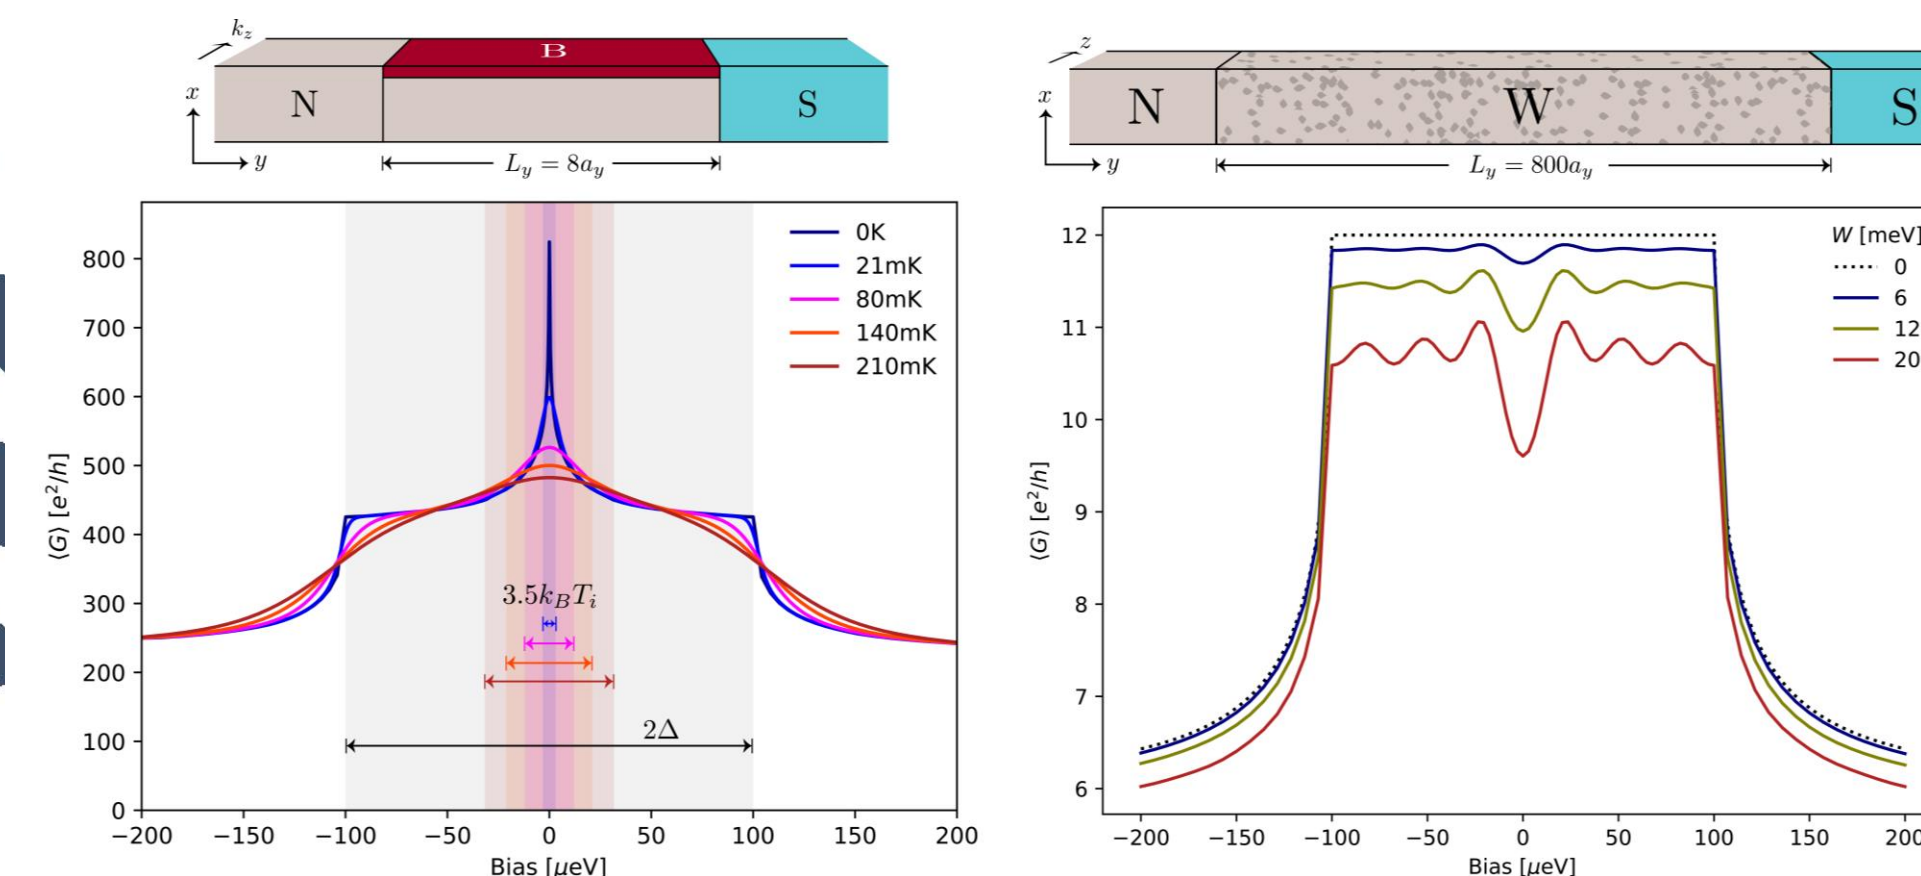 k_z
B
N
S
x
y
L_y = 8a_y
800
700
600
500
400
300
200
100
0
⟨G⟩ [e²/h]
0K
21mK
80mK
140mK
210mK
3.5k_BT_i
2Δ
−200 −150 −100 −50 0 50 100 150 200
Bias [μeV]
z
N
W
S
x
y
L_y = 800a_y
12
11
10
9
8
7
6
⟨G⟩ [e²/h]
W [meV]
0
6
12
20
−200 −150 −100 −50 0 50 100 150 200
Bias [μeV]